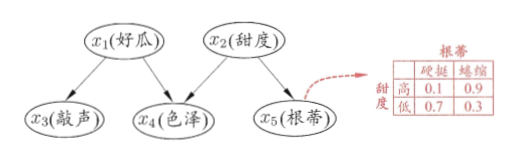 x₁(好瓜) x₂(甜度)
x₃(敲声) x₄(色泽) x₅(根蒂)
根蒂
硬挺 蜷缩
甜度
高 0.1 0.9
低 0.7 0.3